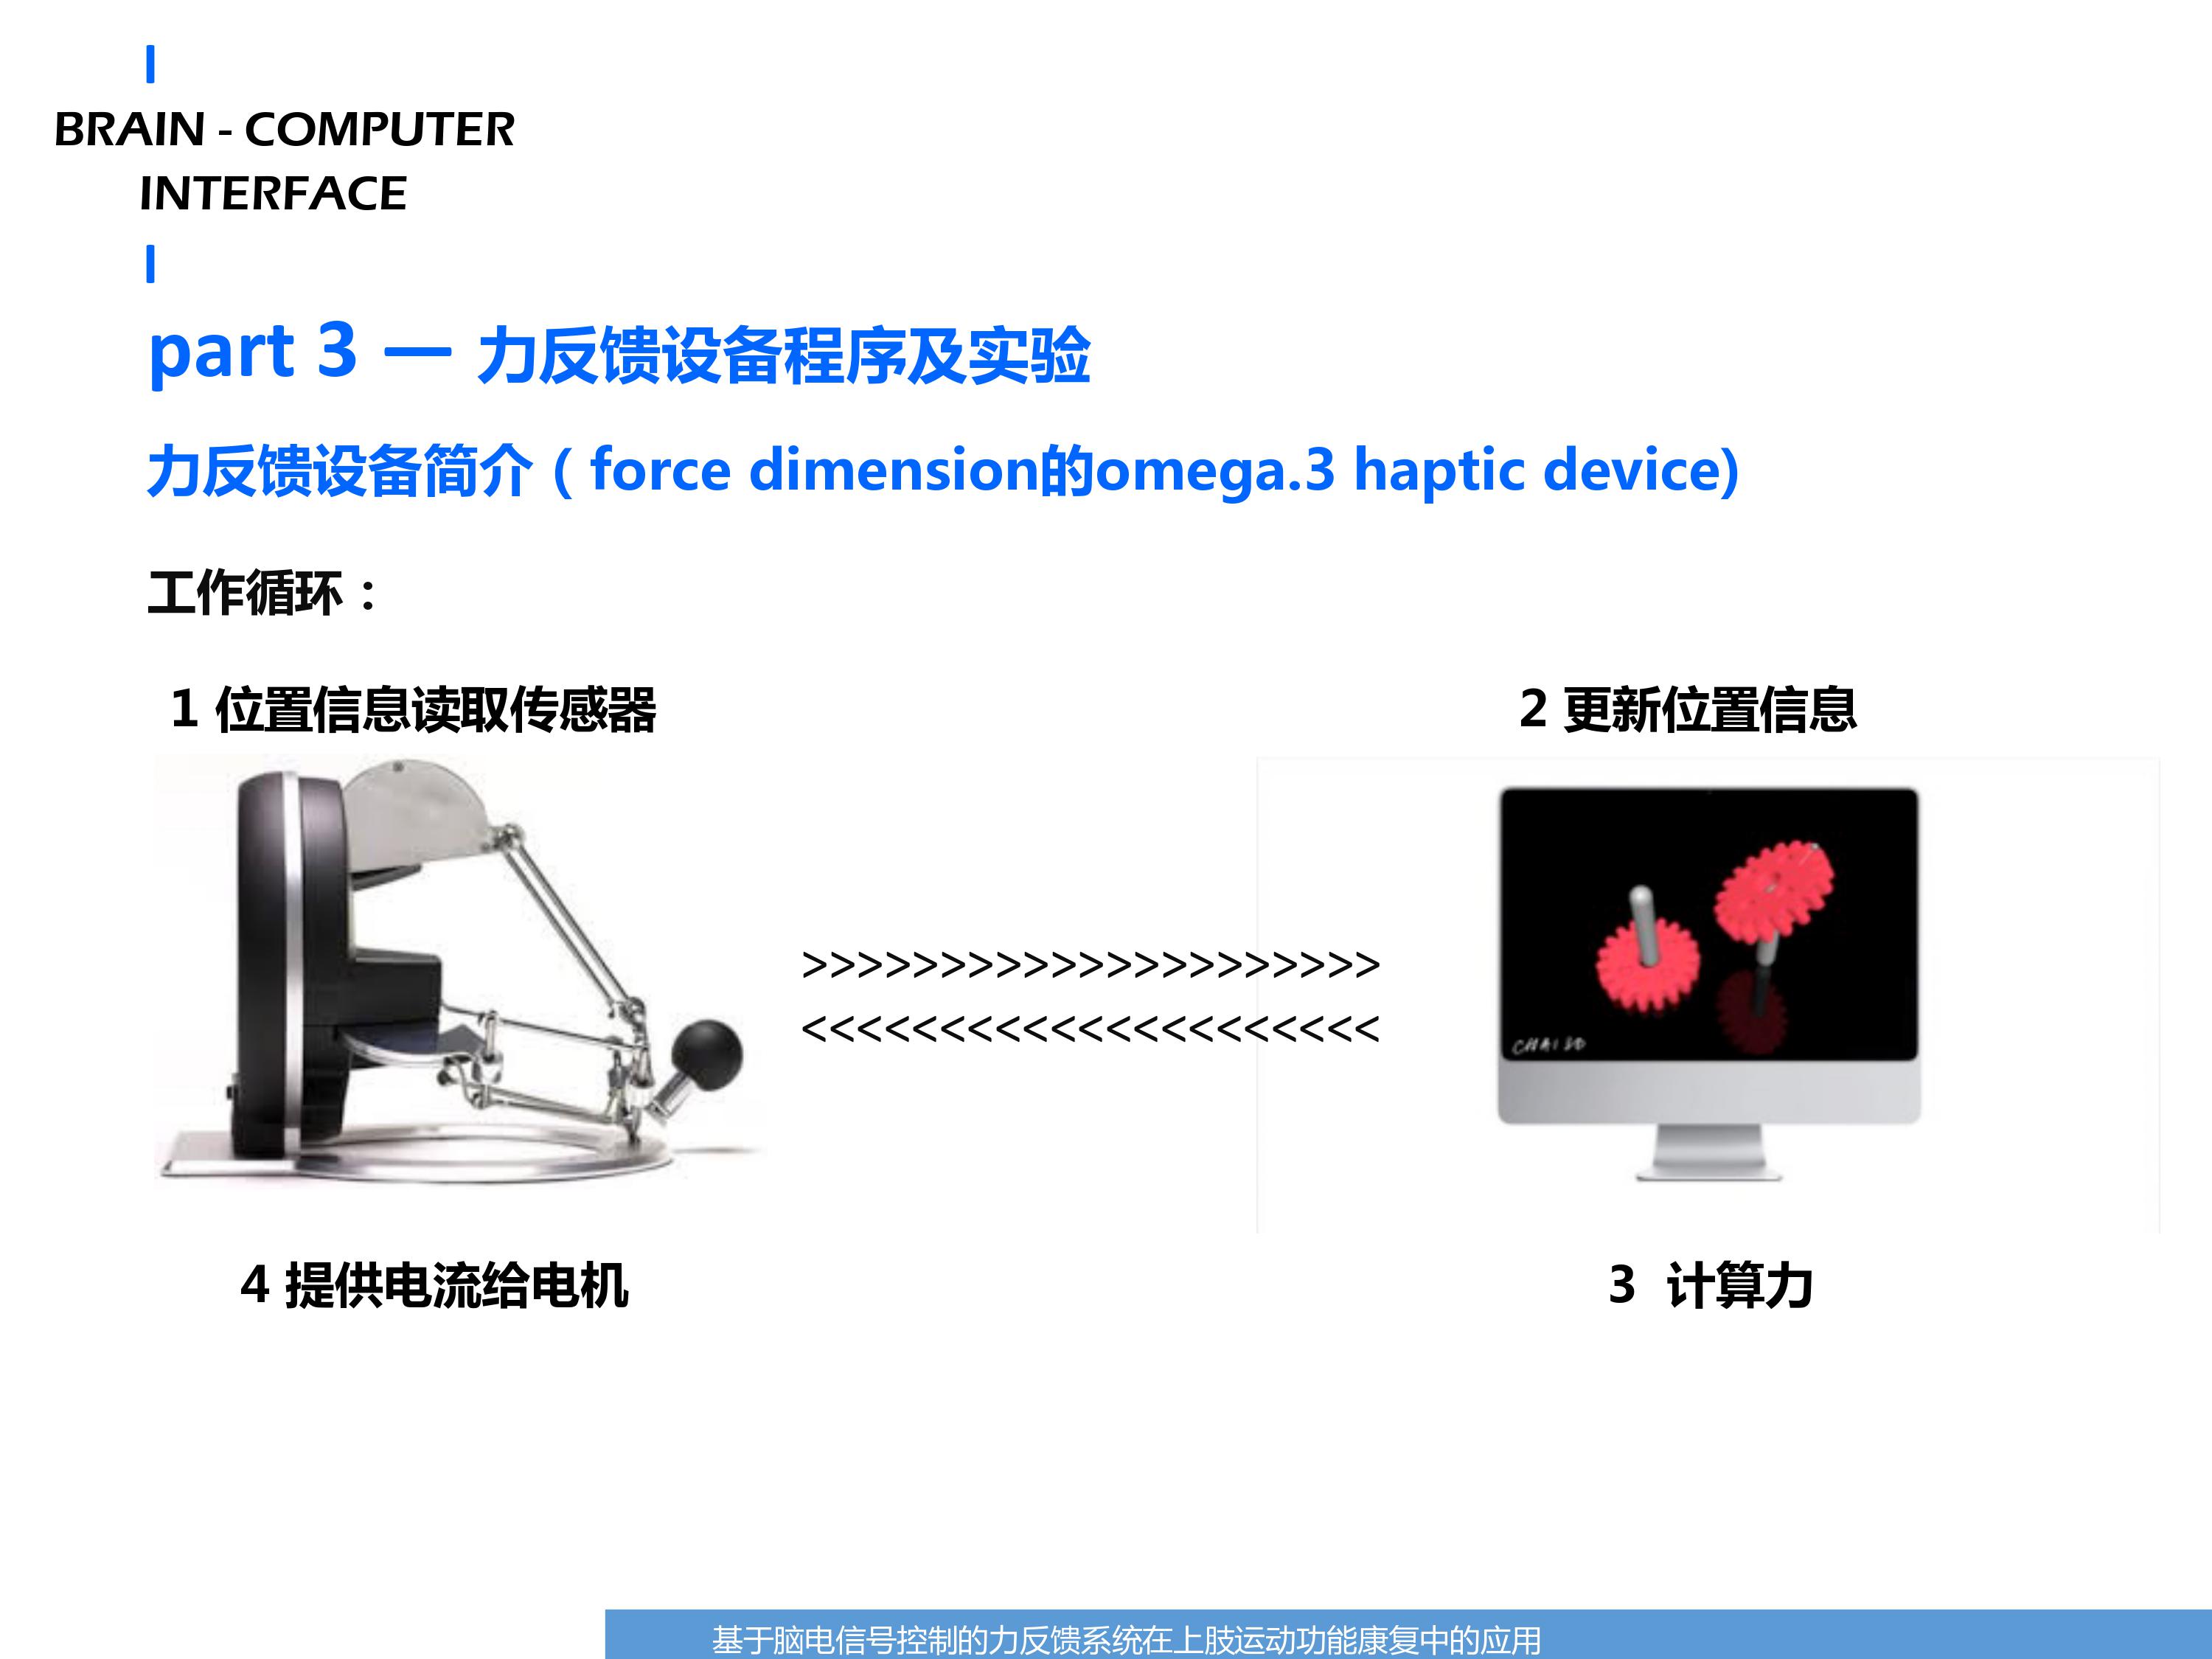 BRAIN - COMPUTER
INTERFACE
part 3 — 力反馈设备程序及实验
力反馈设备简介（force dimension的omega.3 haptic device)
工作循环：
1 位置信息读取传感器
2 更新位置信息
>>>>>>>>>>>>>>>>>>>>>
<<<<<<<<<<<<<<<<<<<<<
CHAI 3D
4 提供电流给电机
3 计算力
基于脑电信号控制的力反馈系统在上肢运动功能康复中的应用